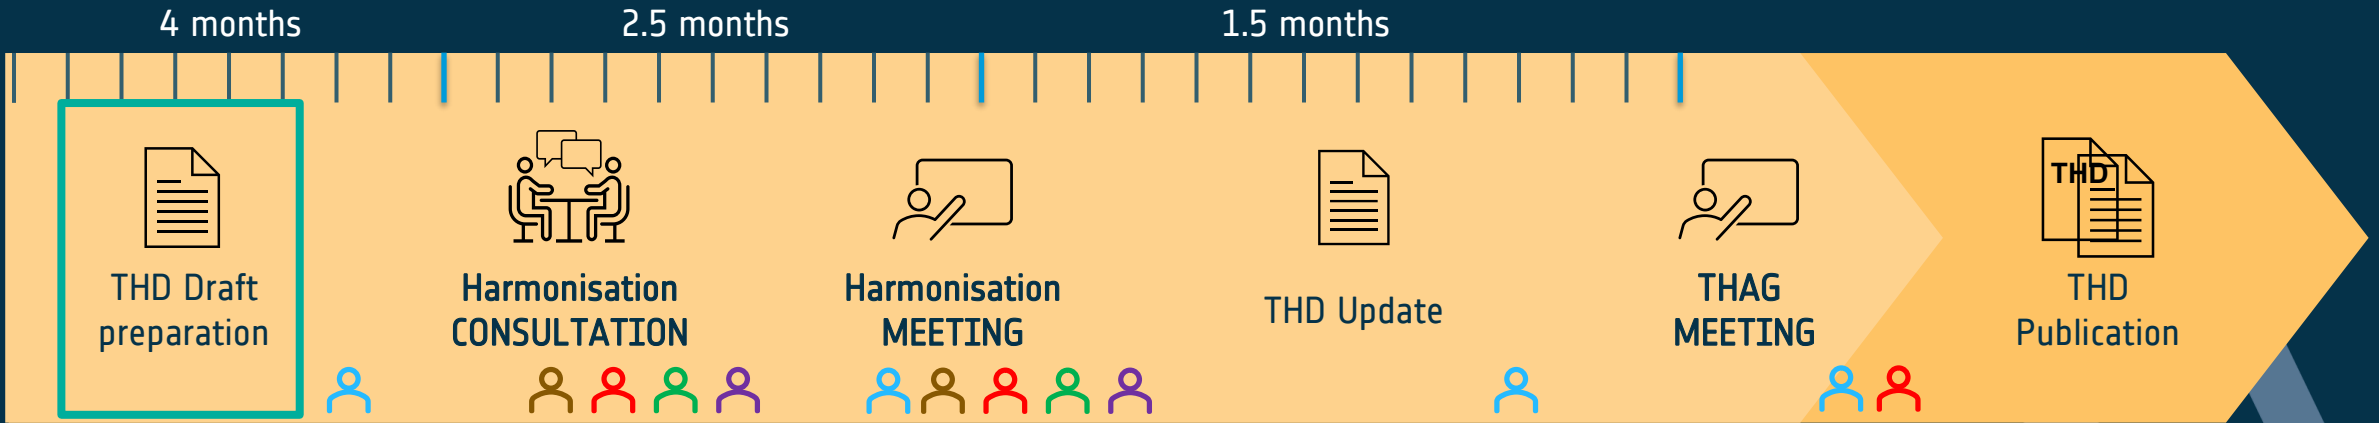 4 months
2.5 months
1.5 months
THD Draft
preparation
Harmonisation
CONSULTATION
Harmonisation
MEETING
THD Update
THAG
MEETING
THD
THD
Publication